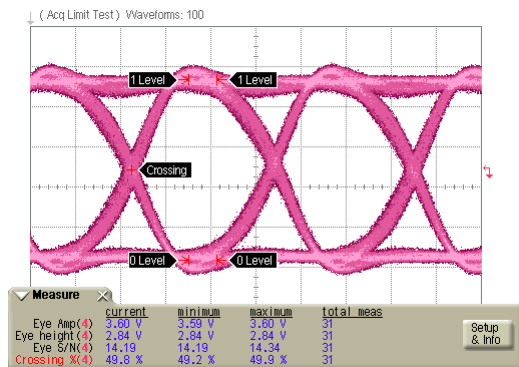 ( Acq Limit Test ) Waveforms: 100
1 Level 1 Level
Crossing
0 Level 0 Level
Measure
current minimum maximum total meas
Eye Amp(4) 3.60 V 3.59 V 3.60 V 31
Eye height(4) 2.84 V 2.84 V 2.84 V 31
Eye S/N(4) 14.19 14.19 14.34 31
Crossing %(4) 49.8 % 49.2 % 49.9 % 31
Setup
& Info